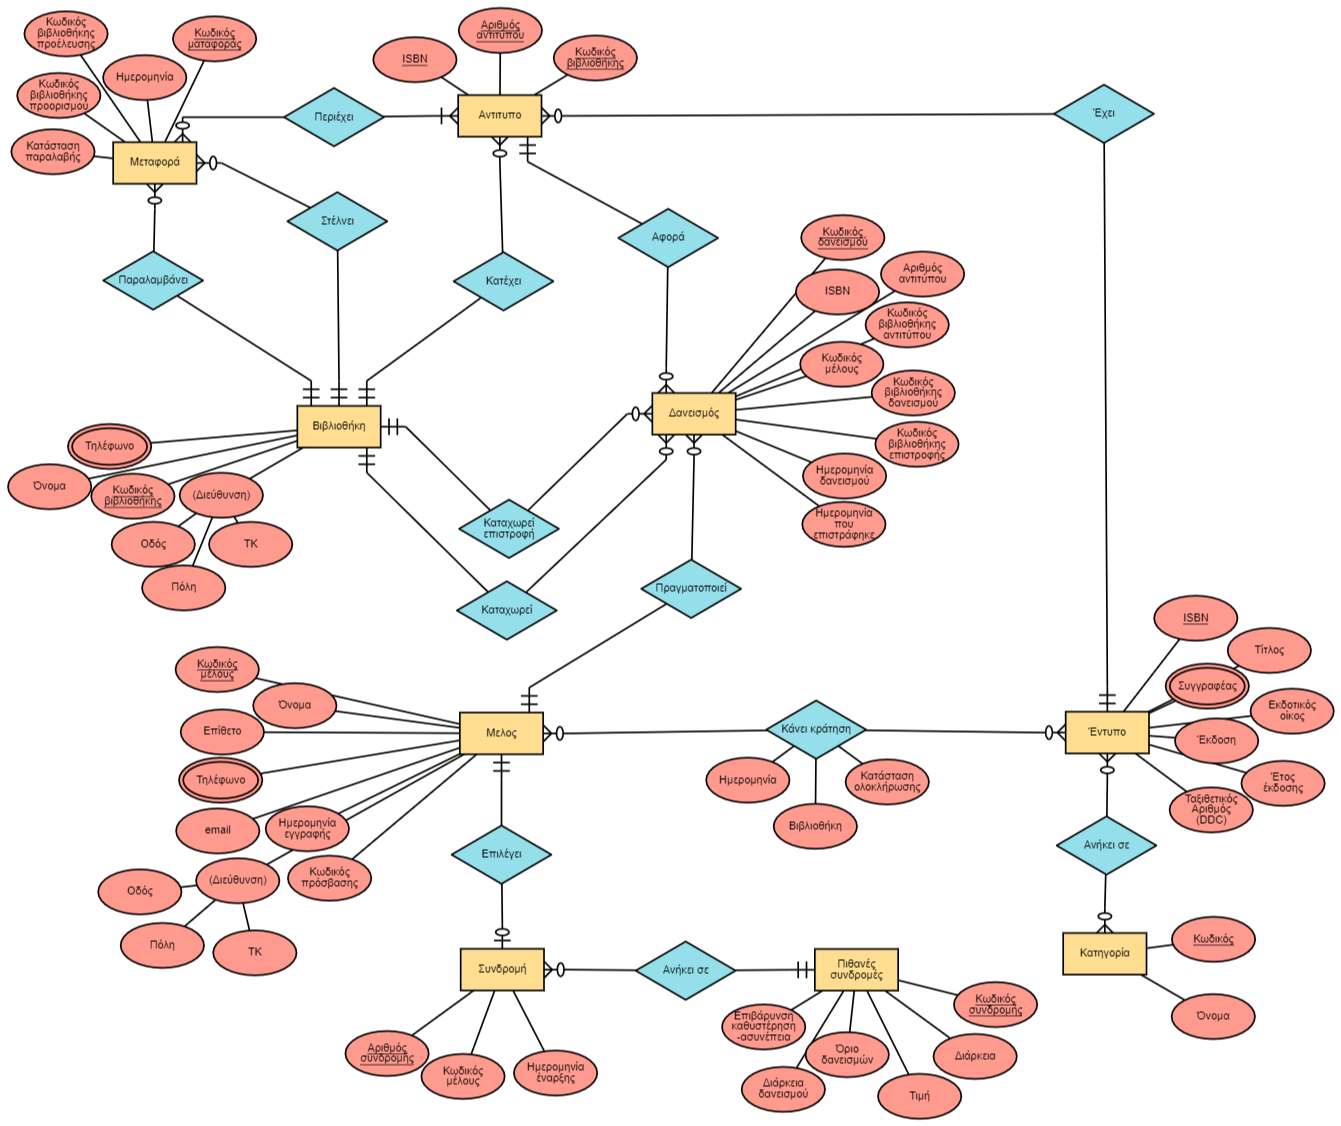 Κωδικός
βιβλιοθήκης
προέλευσης
Κωδικός
ματαφοράς
Ημερομηνία
Κωδικός
βιβλιοθήκης
προορισμού
Κατάσταση
παραλαβής
Μεταφορά
Περιέχει
ISBN
Αριθμός
αντιτύπου
Κωδικός
βιβλιοθήκης
Αντιτυπο
Έχει
Στέλνει
Παραλαμβάνει
Κατέχει
Αφορά
Κωδικός
δανεισμού
ISBN
Αριθμός
αντιτύπου
Κωδικός
βιβλιοθήκης
αντιτύπου
Κωδικός
μέλους
Κωδικός
βιβλιοθήκης
δανεισμού
Κωδικός
βιβλιοθήκης
επιστροφής
Ημερομηνία
δανεισμού
Ημερομηνία
που
επιστράφηκε
Δανεισμός
Βιβλιοθήκη
Τηλέφωνο
Όνομα
Κωδικός
βιβλιοθήκης
(Διεύθυνση)
Οδός
ΤΚ
Πόλη
Καταχωρεί
επιστροφή
Καταχωρεί
Πραγματοποιεί
Κωδικός
μέλους
Όνομα
Επίθετο
Τηλέφωνο
email
Ημερομηνία
εγγραφής
(Διεύθυνση)
Κωδικός
πρόσβασης
Οδός
Πόλη
ΤΚ
Μελος
Κάνει κράτηση
Ημερομηνία
Βιβλιοθήκη
Κατάσταση
ολοκλήρωσης
ISBN
Τίτλος
Συγγραφέας
Εκδοτικός
οίκος
Έκδοση
Έτος
έκδοσης
Ταξιθετικός
Αριθμός
(DDC)
Έντυπο
Επιλέγει
Ανήκει σε
Συνδρομή
Ανήκει σε
Πιθανές
συνδρομές
Κατηγορία
Κωδικός
Όνομα
Αριθμός
συνδρομής
Κωδικός
μέλους
Ημερομηνία
έναρξης
Επιβάρυνση
καθυστέρηση
-ασυνέπεια
Όριο
δανεισμών
Διάρκεια
δανεισμού
Τιμή
Διάρκεια
Κωδικός
συνδρομής